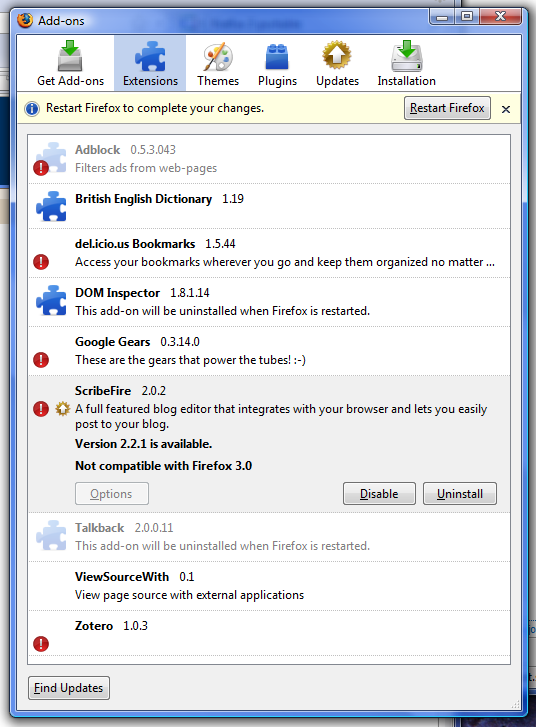 Add-ons
Get Add-ons Extensions Themes Plugins Updates Installation
Restart Firefox to complete your changes. Restart Firefox
Adblock 0.5.3.043
Filters ads from web-pages
British English Dictionary 1.19
del.icio.us Bookmarks 1.5.44
Access your bookmarks wherever you go and keep them organized no matter ...
DOM Inspector 1.8.1.14
This add-on will be uninstalled when Firefox is restarted.
Google Gears 0.3.14.0
These are the gears that power the tubes! :-)
ScribeFire 2.0.2
A full featured blog editor that integrates with your browser and lets you easily
post to your blog.
Version 2.2.1 is available.
Not compatible with Firefox 3.0
Options Disable Uninstall
Talkback 2.0.0.11
This add-on will be uninstalled when Firefox is restarted.
ViewSourceWith 0.1
View page source with external applications
Zotero 1.0.3
Find Updates